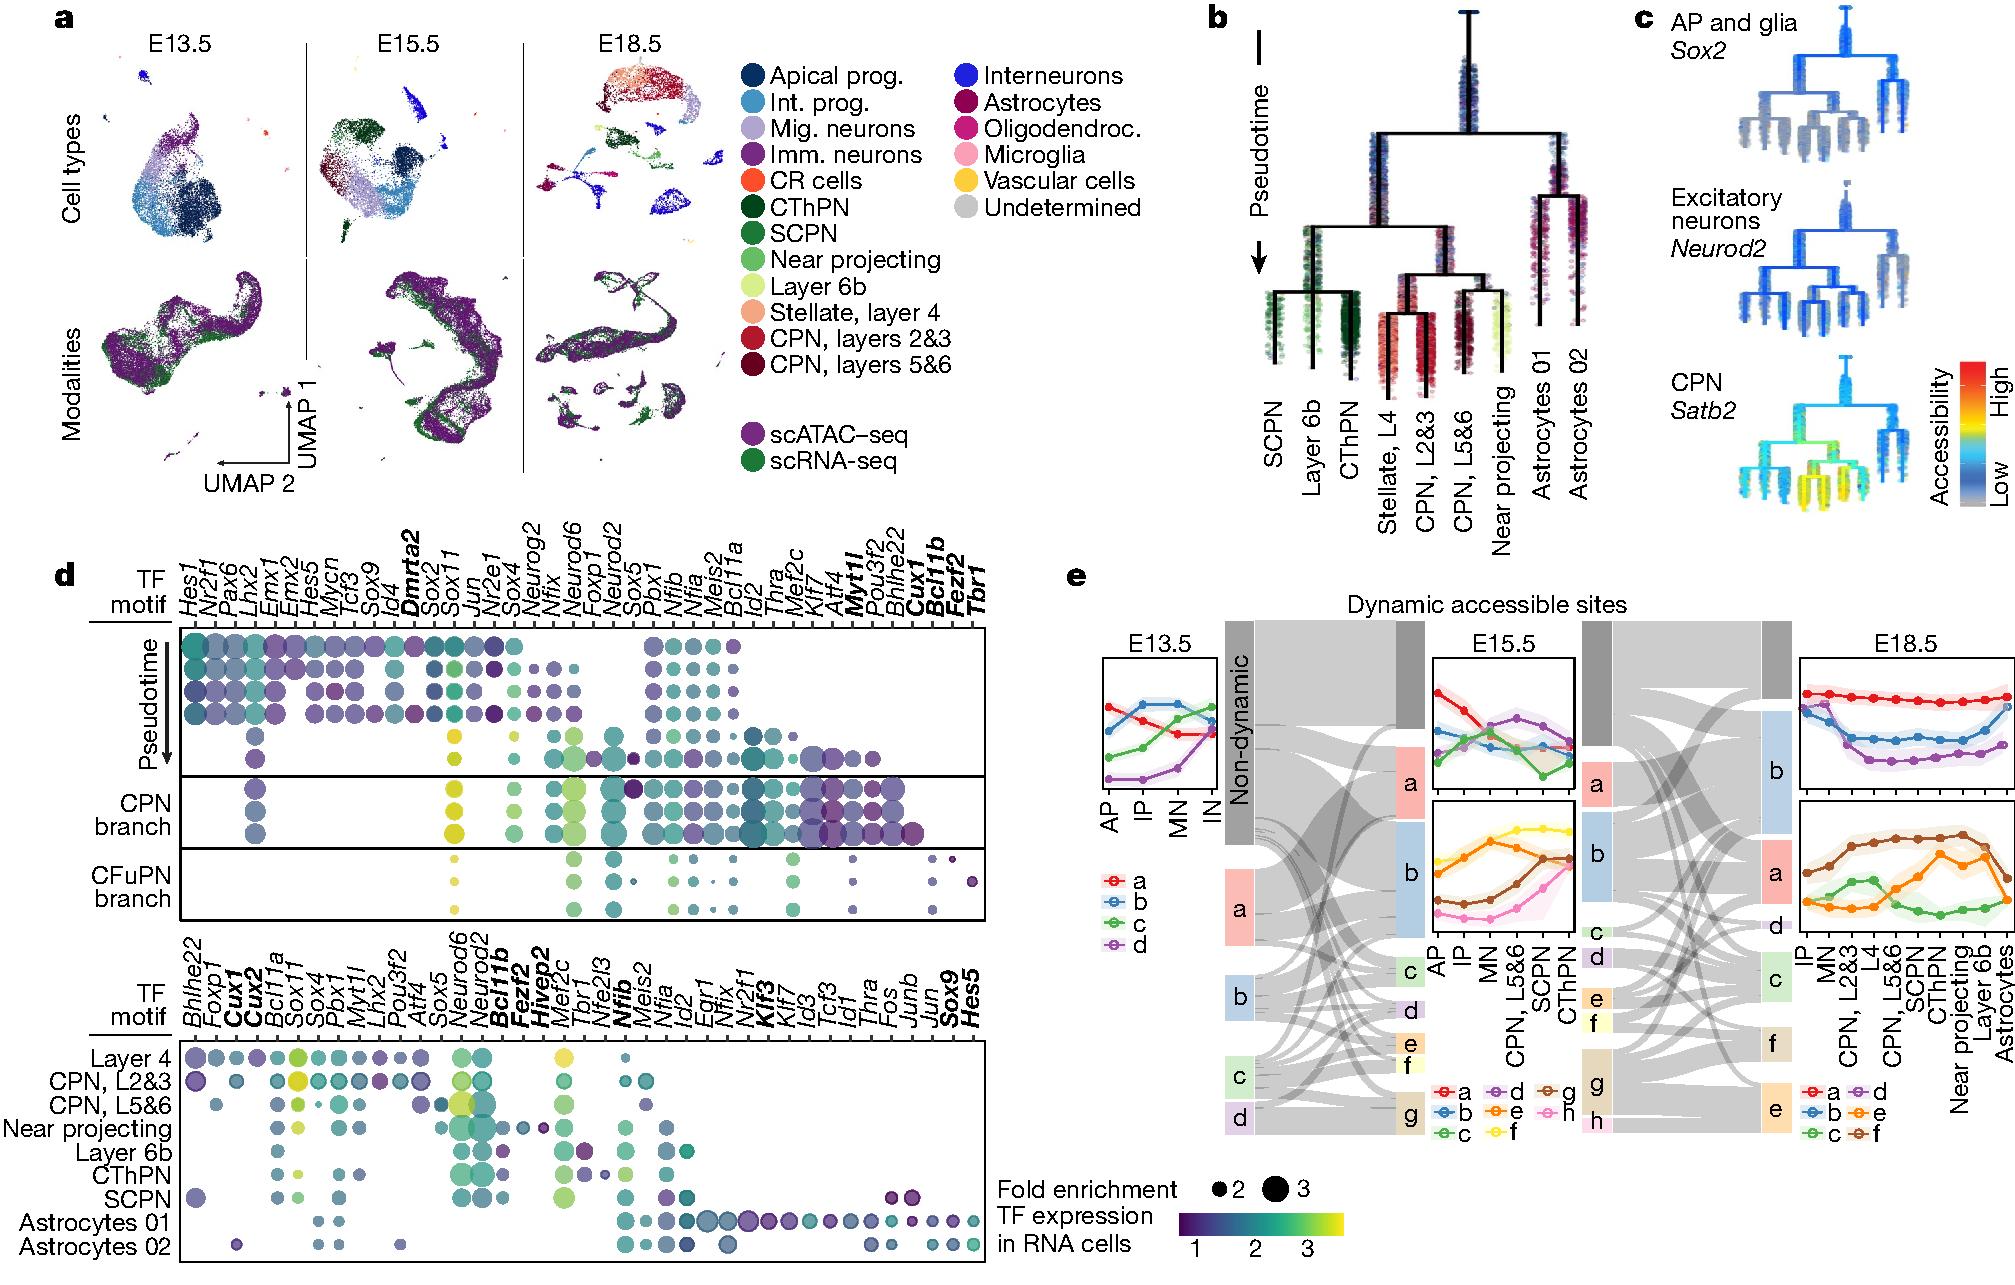 a
E13.5
E15.5
E18.5
Cell types
Modalities
UMAP 1
UMAP 2
Apical prog.
Int. prog.
Mig. neurons
Imm. neurons
CR cells
CThPN
SCPN
Near projecting
Layer 6b
Stellate, layer 4
CPN, layers 2&3
CPN, layers 5&6
Interneurons
Astrocytes
Oligodendroc.
Microglia
Vascular cells
Undetermined
scATAC–seq
scRNA-seq
b
Pseudotime
SCPN
Layer 6b
CThPN
Stellate, L4
CPN, L2&3
CPN, L5&6
Near projecting
Astrocytes 01
Astrocytes 02
c
AP and glia
Sox2
Excitatory
neurons
Neurod2
CPN
Satb2
Accessibility
Low
High
d
TF
motif
Hes1
Nr2f1
Pax6
Lhx2
Emx1
Emx2
Hes5
Mycn
Tcf3
Sox9
Id4
Dmrta2
Sox2
Sox11
Jun
Nr2e1
Sox4
Neurog2
Nfix
Neurod6
Foxp1
Neurod2
Sox5
Pbx1
Nfib
Nfia
Meis2
Bcl11a
Id2
Thra
Mef2c
Klf7
Atf4
Myt1l
Pou3f2
Bhlhe22
Cux1
Bcl11b
Fezf2
Tbr1
Pseudotime
CPN
branch
CFuPN
branch
TF
motif
Bhlhe22
Foxp1
Cux1
Cux2
Bcl11a
Sox11
Sox4
Pbx1
Myt1l
Lhx2
Pou3f2
Atf4
Sox5
Neurod6
Neurod2
Bcl11b
Fezf2
Hivep2
Mef2c
Tbr1
Nfe2l3
Nfib
Meis2
Nfia
Id2
Egr1
Nfix
Nr2f1
Klf3
Klf7
Id3
Tcf3
Id1
Thra
Fos
Junb
Jun
Sox9
Hes5
Layer 4
CPN, L2&3
CPN, L5&6
Near projecting
Layer 6b
CThPN
SCPN
Astrocytes 01
Astrocytes 02
Fold enrichment
2
3
TF expression
in RNA cells
1
2
3
e
Dynamic accessible sites
E13.5
AP
IP
MN
IN
a
b
c
d
Non-dynamic
a
b
c
d
a
b
c
d
e
f
g
E15.5
AP
IP
MN
CPN, L5&6
SCPN
CThPN
a
b
c
d
e
f
g
h
a
b
c
d
e
f
g
h
b
a
d
c
f
e
E18.5
IP
MN
CPN, L2&3
L4
CPN, L5&6
SCPN
CThPN
Near projecting
Layer 6b
Astrocytes
a
b
c
d
e
f